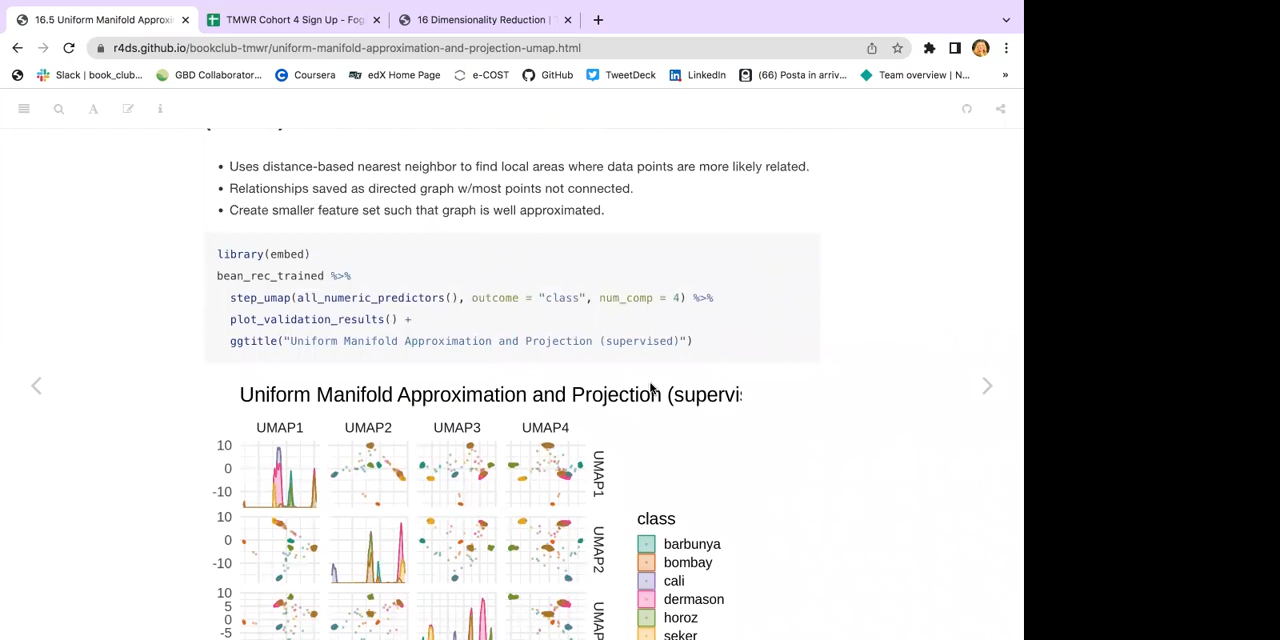 16.5 Uniform Manifold Approxi
TMWR Cohort 4 Sign Up - Fog
16 Dimensionality Reduction |
r4ds.github.io/bookclub-tmwr/uniform-manifold-approximation-and-projection-umap.html
Slack | book_club...
GBD Collaborator...
Coursera
edX Home Page
e-COST
GitHub
TweetDeck
LinkedIn
(66) Posta in arriv...
Team overview | N...
»
• Uses distance-based nearest neighbor to find local areas where data points are more likely related.
• Relationships saved as directed graph w/most points not connected.
• Create smaller feature set such that graph is well approximated.
library(embed)
bean_rec_trained %>%
step_umap(all_numeric_predictors(), outcome = "class", num_comp = 4) %>%
plot_validation_results() +
ggtitle("Uniform Manifold Approximation and Projection (supervised)")
Uniform Manifold Approximation and Projection (supervis
UMAP1 UMAP2 UMAP3 UMAP4
10
0
-10
UMAP1
10
0
-10
UMAP2
10
5
0
-5
UMAP
class
barbunya
bombay
cali
dermason
horoz
seker